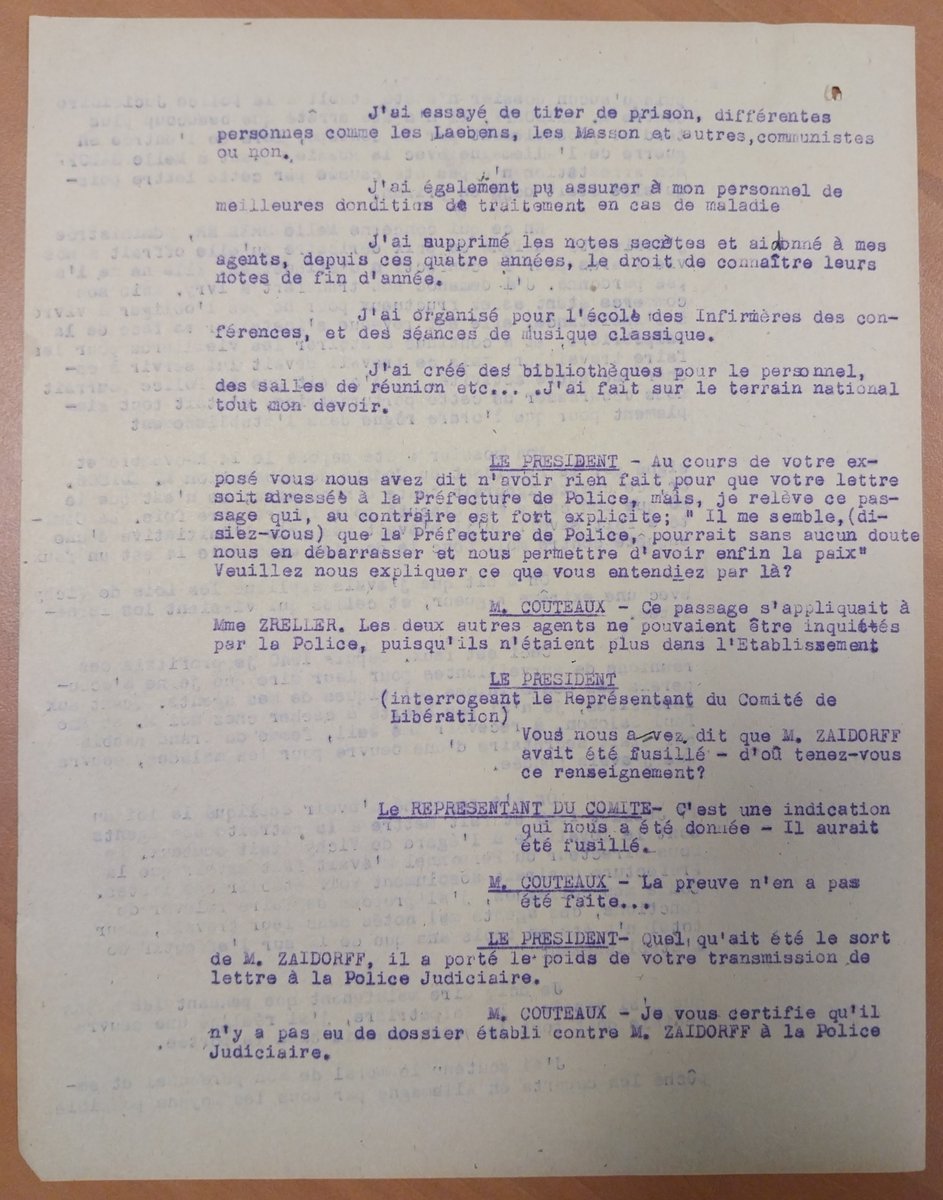 J'ai essayé de tirer de prison, différentes
personnes comme les Laebens, les Masson et autres,communistes
ou non.
J'ai également pu assurer à mon personnel de
meilleures donditins de traitement en cas de maladie
J'ai supprimé les notes secètes et ai donné à mes
agents, depuis ces quatre années, le droit de connaître leurs
notes de fin d'année.
J'ai organisé pour l'école des Infirmères des con-
férences, et des séances de musique classique.
J'ai créé des bibliothèques pour le personnel,
des salles de réunion etc... .J'ai fait sur le terrain national
tout mon devoir.
LE PRESIDENT - Au cours de votre ex-
posé vous nous avez dit n'avoir rien fait pour que votre lettre
soit adressée à la Préfecture de Police, mais, je relève ce pas-
sage qui, au contraire est fort explicite; " Il me semble,(di-
siez-vous) que la Préfecture de Police, pourrait sans aucun doute
nous en débarrasser et nous permettre d'avoir enfin la paix"
Veuillez nous expliquer ce que vous entendiez par là?
M. COUTEAUX - Ce passage s'appliquait à
Mme ZRELLER. Les deux autres agents ne pouvaient être inquiétés
par la Police, puisqu'ils n'étaient plus dans l'Etablissement
LE PRESIDENT
(interrogeant le Représentant du Comité de
Libération)
Vous nous avez dit que M. ZAIDORFF
avait été fusillé - d'où tenez-vous
ce renseignement?
Le REPRESENTANT DU COMITE- C'est une indication
qui nous a été donnée - Il aurait
été fusillé.
M. COUTEAUX - La preuve n'en a pas
été faite...
LE PRESIDENT- Quel qu'ait été le sort
de M. ZAIDORFF, il a porté le poids de votre transmission de
lettre à la Police Judiciaire.
M. COUTEAUX - Je vous certifie qu'il
n'y a pas eu de dossier établi contre M. ZAIDORFF à la Police
Judiciaire.